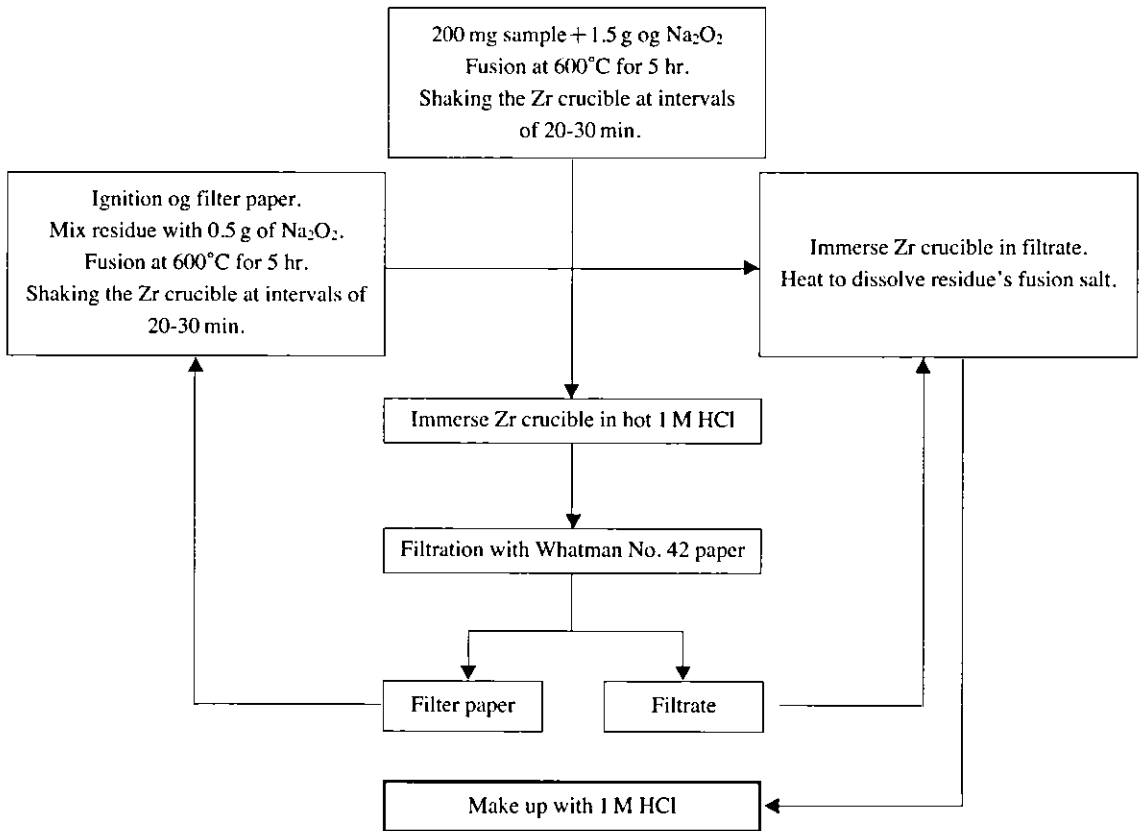 200 mg sample + 1.5 g og Na₂O₂
Fusion at 600°C for 5 hr.
Shaking the Zr crucible at intervals
of 20-30 min.
Ignition og filter paper.
Mix residue with 0.5 g of Na₂O₂.
Fusion at 600°C for 5 hr.
Shaking the Zr crucible at intervals of
20-30 min.
Immerse Zr crucible in filtrate.
Heat to dissolve residue's fusion salt.
Immerse Zr crucible in hot 1 M HCl
Filtration with Whatman No. 42 paper
Filter paper
Filtrate
Make up with 1 M HCl